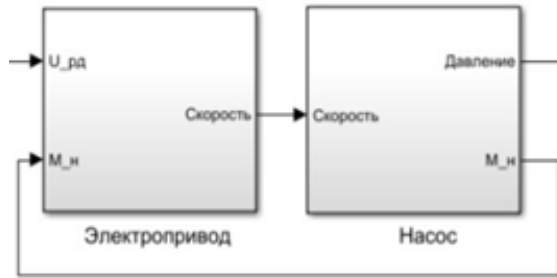 U_рд
Давление
Скорость
Скорость
М_н
М_н
Электропривод
Насос